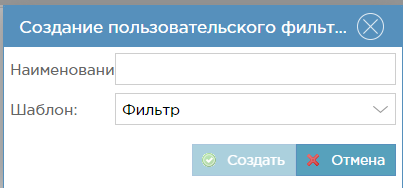 Создание пользовательского фильт...
Наименовани
Шаблон: Фильтр
Создать Отмена